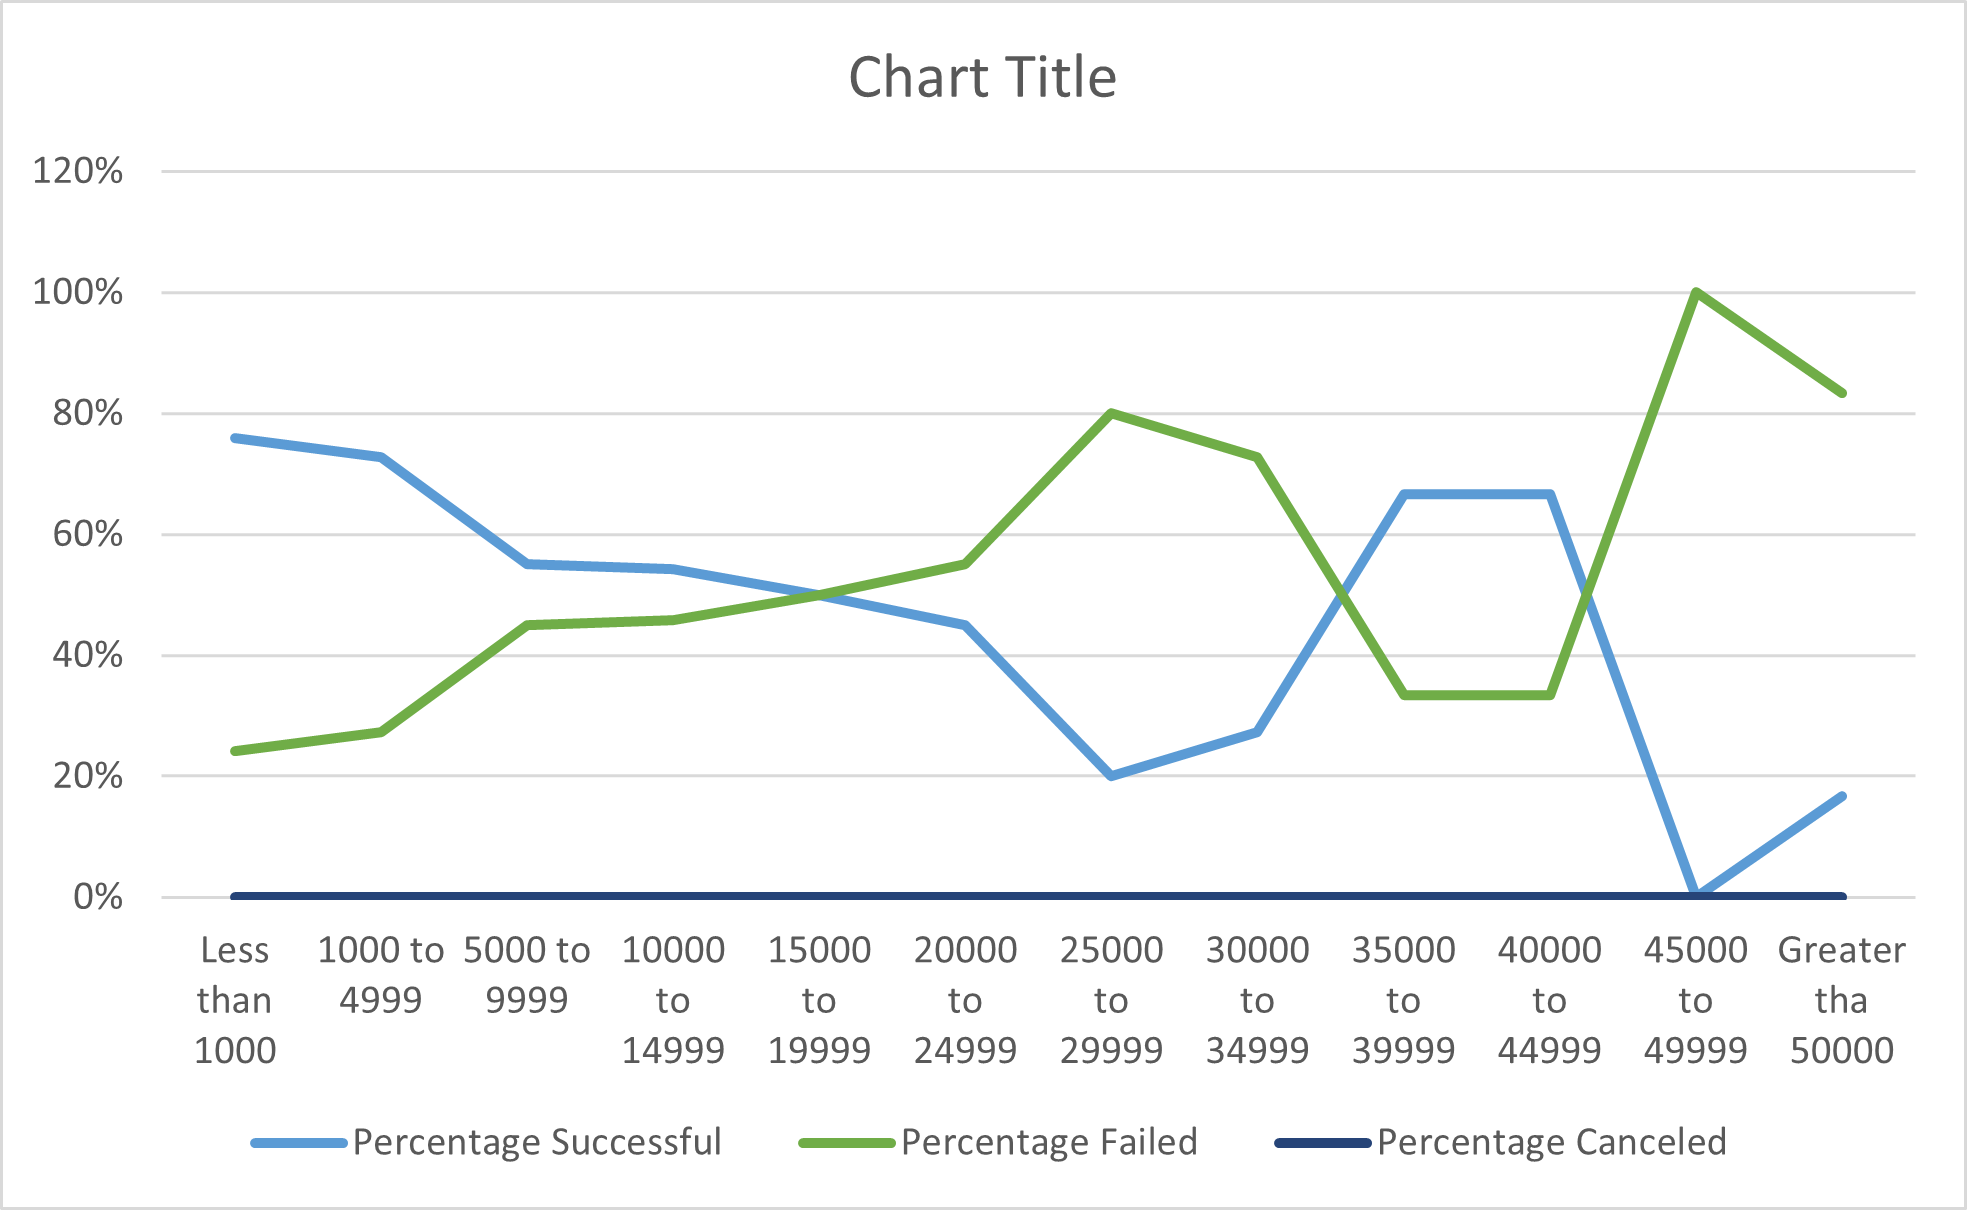 Chart Title
120%
100%
80%
60%
40%
20%
0%
Less than 1000
1000 to 4999
5000 to 9999
10000 to 14999
15000 to 19999
20000 to 24999
25000 to 29999
30000 to 34999
35000 to 39999
40000 to 44999
45000 to 49999
Greater tha 50000
Percentage Successful
Percentage Failed
Percentage Canceled